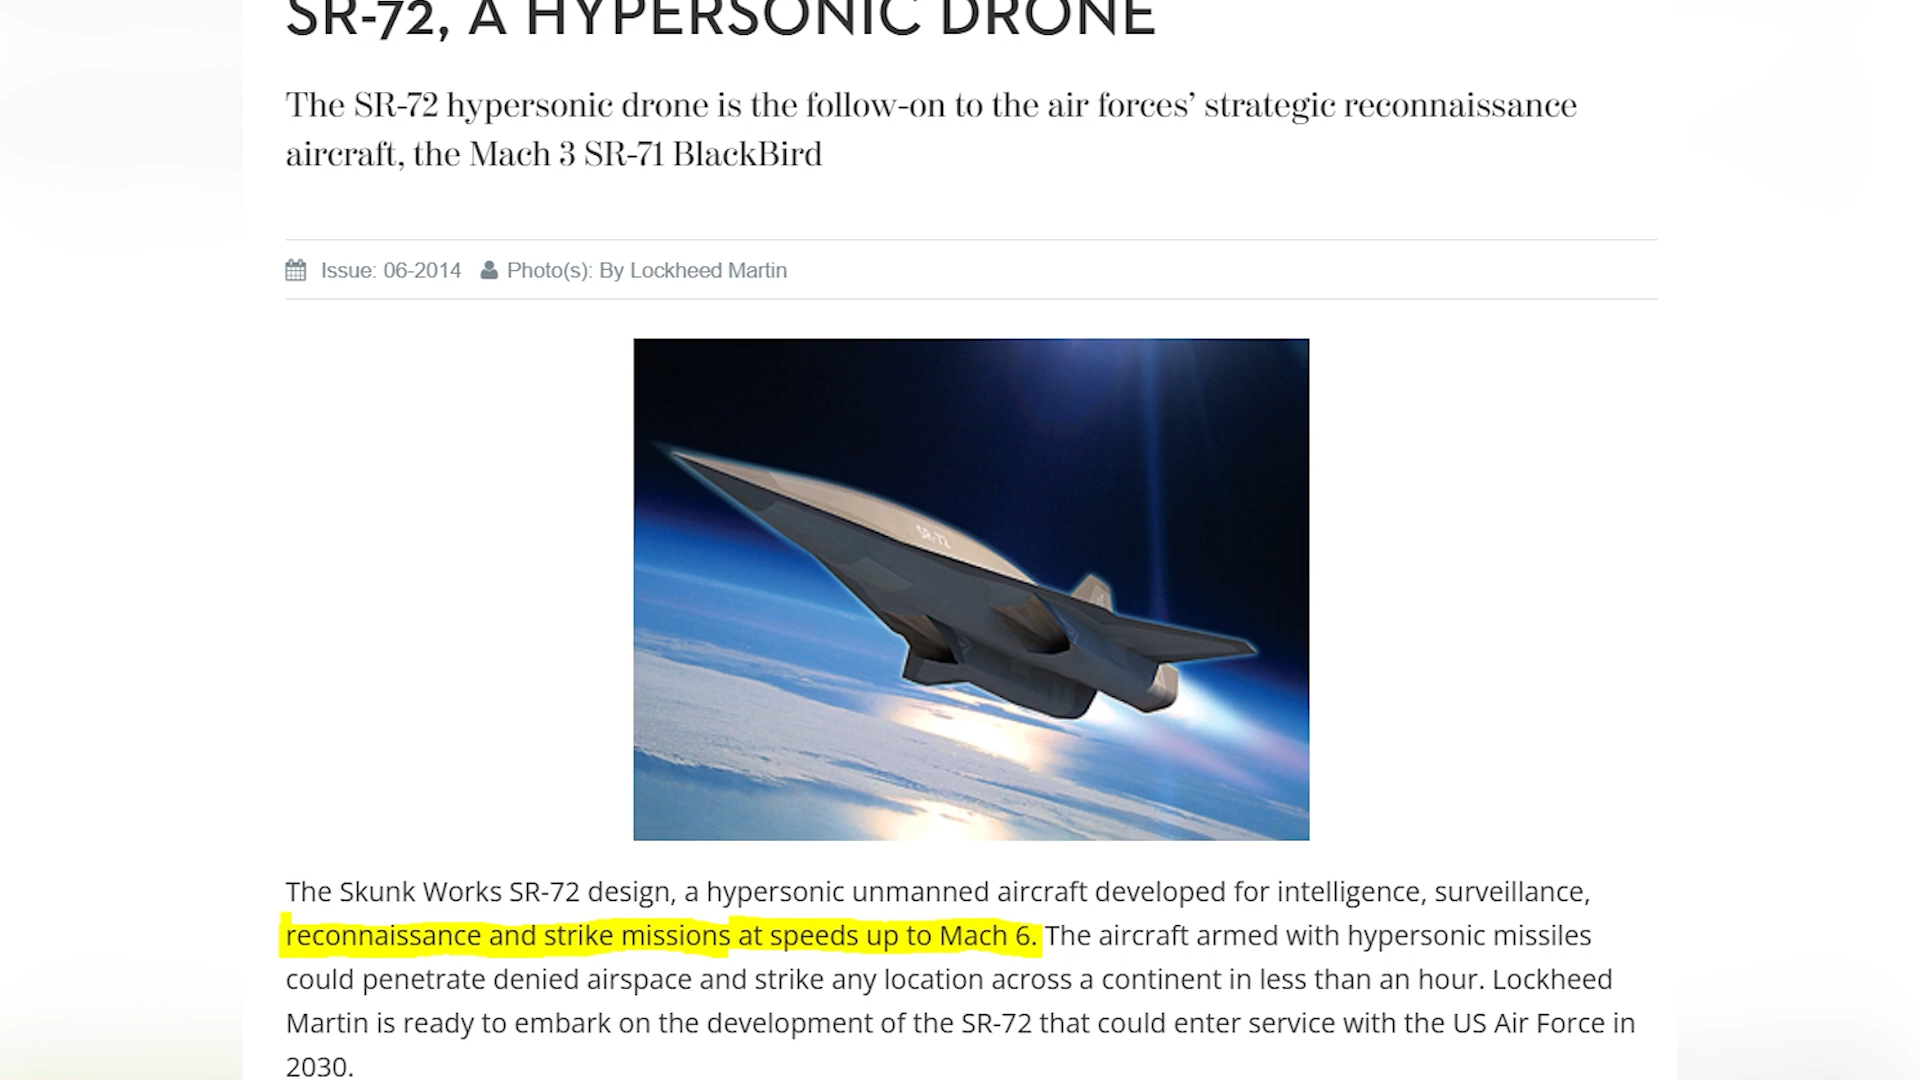 SR-72, A HYPERSONIC DRONE
The SR-72 hypersonic drone is the follow-on to the air forces’ strategic reconnaissance
aircraft, the Mach 3 SR-71 BlackBird
Issue: 06-2014 Photo(s): By Lockheed Martin
SR-72
The Skunk Works SR-72 design, a hypersonic unmanned aircraft developed for intelligence, surveillance,
reconnaissance and strike missions at speeds up to Mach 6. The aircraft armed with hypersonic missiles
could penetrate denied airspace and strike any location across a continent in less than an hour. Lockheed
Martin is ready to embark on the development of the SR-72 that could enter service with the US Air Force in
2030.